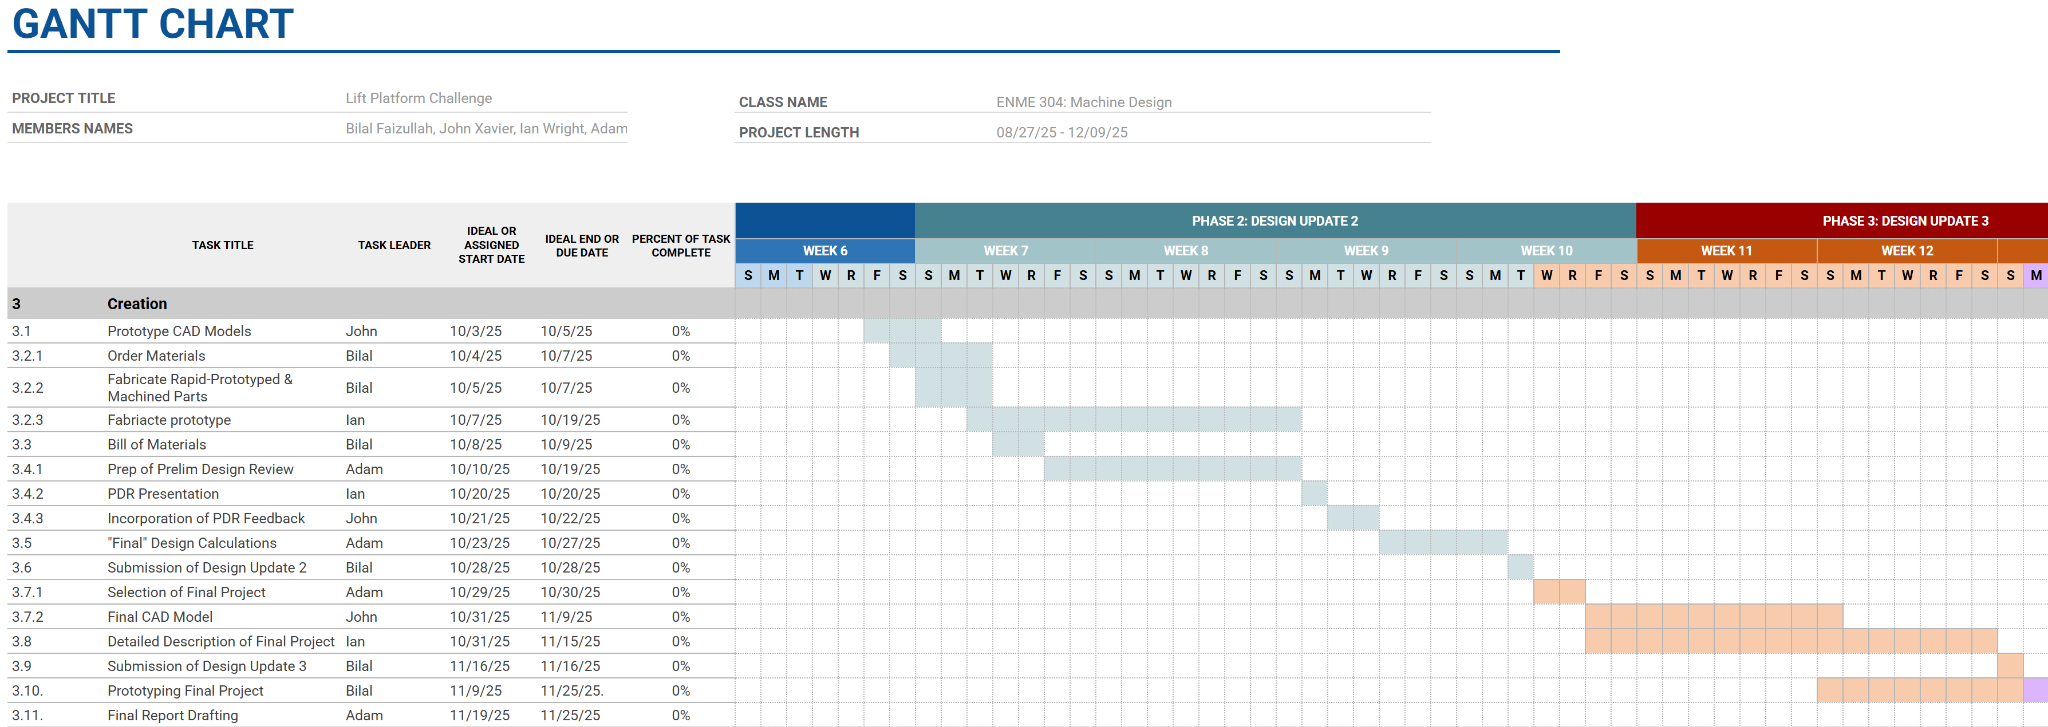 GANTT CHART
PROJECT TITLE Lift Platform Challenge
CLASS NAME ENME 304: Machine Design
MEMBERS NAMES Bilal Faizullah, John Xavier, Ian Wright, Adam
PROJECT LENGTH 08/27/25 - 12/09/25
PHASE 2: DESIGN UPDATE 2 PHASE 3: DESIGN UPDATE 3
TASK TITLE TASK LEADER IDEAL OR ASSIGNED START DATE IDEAL END OR DUE DATE PERCENT OF TASK COMPLETE
WEEK 6 WEEK 7 WEEK 8 WEEK 9 WEEK 10 WEEK 11 WEEK 12
S M T W R F S S M T W R F S S M T W R F S S M T W R F S S M T W R F S S M T W R F S S M T W R F S S M
3 Creation
3.1 Prototype CAD Models John 10/3/25 10/5/25 0%
3.2.1 Order Materials Bilal 10/4/25 10/7/25 0%
3.2.2 Fabricate Rapid-Prototyped &
Machined Parts Bilal 10/5/25 10/7/25 0%
3.2.3 Fabriacte prototype Ian 10/7/25 10/19/25 0%
3.3 Bill of Materials Bilal 10/8/25 10/9/25 0%
3.4.1 Prep of Prelim Design Review Adam 10/10/25 10/19/25 0%
3.4.2 PDR Presentation Ian 10/20/25 10/20/25 0%
3.4.3 Incorporation of PDR Feedback John 10/21/25 10/22/25 0%
3.5 "Final" Design Calculations Adam 10/23/25 10/27/25 0%
3.6 Submission of Design Update 2 Bilal 10/28/25 10/28/25 0%
3.7.1 Selection of Final Project Adam 10/29/25 10/30/25 0%
3.7.2 Final CAD Model John 10/31/25 11/9/25 0%
3.8 Detailed Description of Final Project Ian 10/31/25 11/15/25 0%
3.9 Submission of Design Update 3 Bilal 11/16/25 11/16/25 0%
3.10. Prototyping Final Project Bilal 11/9/25 11/25/25. 0%
3.11. Final Report Drafting Adam 11/19/25 11/25/25 0%